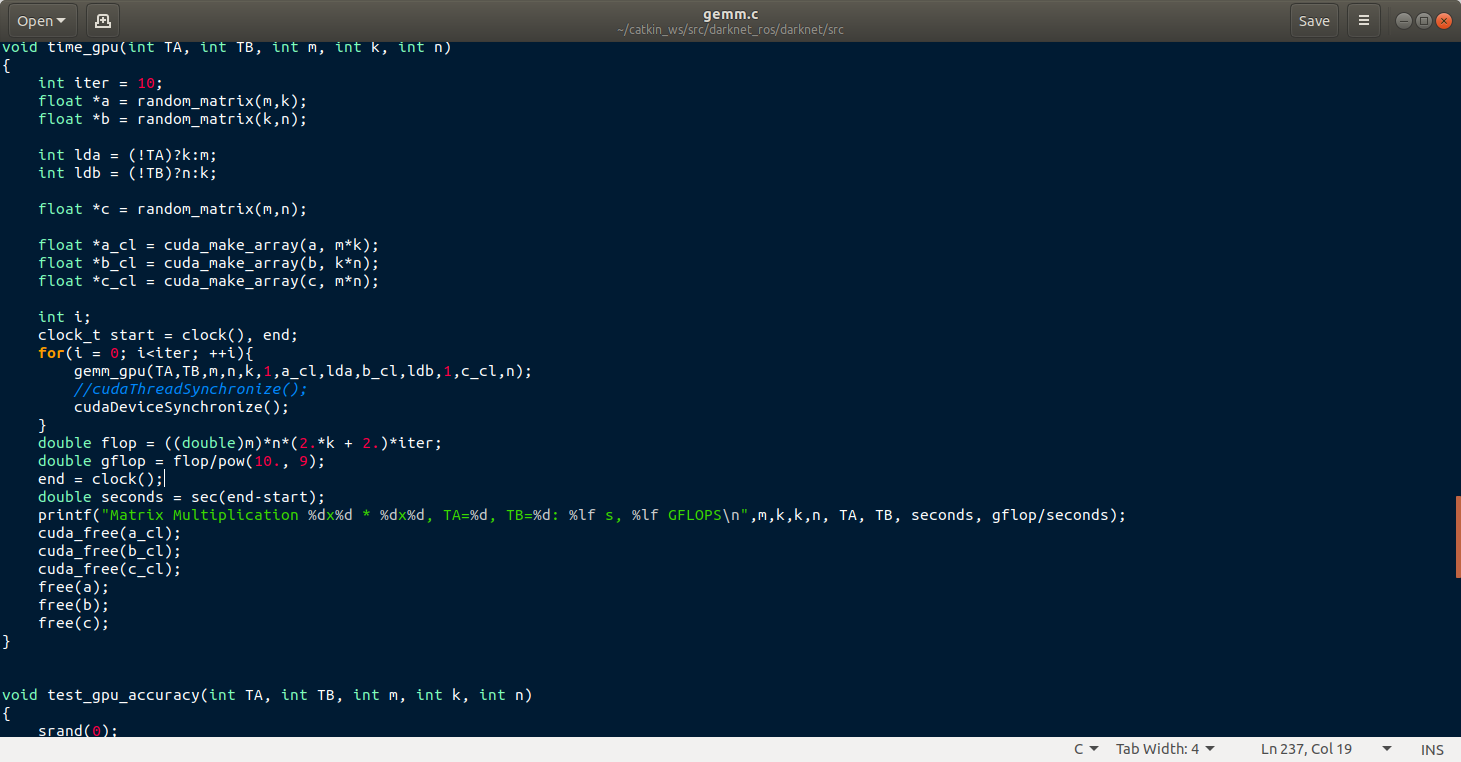 Open
gemm.c
~/catkin_ws/src/darknet_ros/darknet/src
Save
void time_gpu(int TA, int TB, int m, int k, int n)
{
    int iter = 10;
    float *a = random_matrix(m,k);
    float *b = random_matrix(k,n);

    int lda = (!TA)?k:m;
    int ldb = (!TB)?n:k;

    float *c = random_matrix(m,n);

    float *a_cl = cuda_make_array(a, m*k);
    float *b_cl = cuda_make_array(b, k*n);
    float *c_cl = cuda_make_array(c, m*n);

    int i;
    clock_t start = clock(), end;
    for(i = 0; i<iter; ++i){
        gemm_gpu(TA,TB,m,n,k,1,a_cl,lda,b_cl,ldb,1,c_cl,n);
        //cudaThreadSynchronize();
        cudaDeviceSynchronize();
    }
    double flop = ((double)m)*n*(2.*k + 2.)*iter;
    double gflop = flop/pow(10., 9);
    end = clock();
    double seconds = sec(end-start);
    printf("Matrix Multiplication %dx%d * %dx%d, TA=%d, TB=%d: %lf s, %lf GFLOPS\n",m,k,k,n, TA, TB, seconds, gflop/seconds);
    cuda_free(a_cl);
    cuda_free(b_cl);
    cuda_free(c_cl);
    free(a);
    free(b);
    free(c);
}

void test_gpu_accuracy(int TA, int TB, int m, int k, int n)
{
    srand(0);
C
Tab Width: 4
Ln 237, Col 19
INS